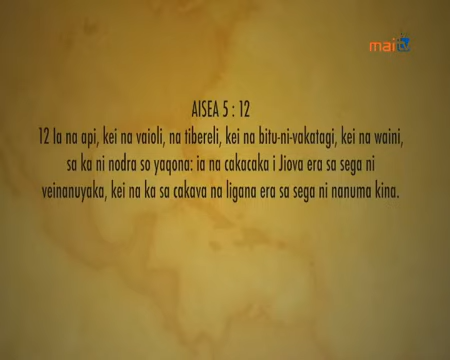 mai tv
AISEA 5 : 12
12 Ia na api, kei na vaioli, na tibereli, kei na bitu-ni-vakatagi, kei na waini,
sa ka ni nodra so yaqona: ia na cakacaka i Jiova era sa sega ni
veinanuyaka, kei na ka sa cakava na ligana era sa sega ni nanuma kina.